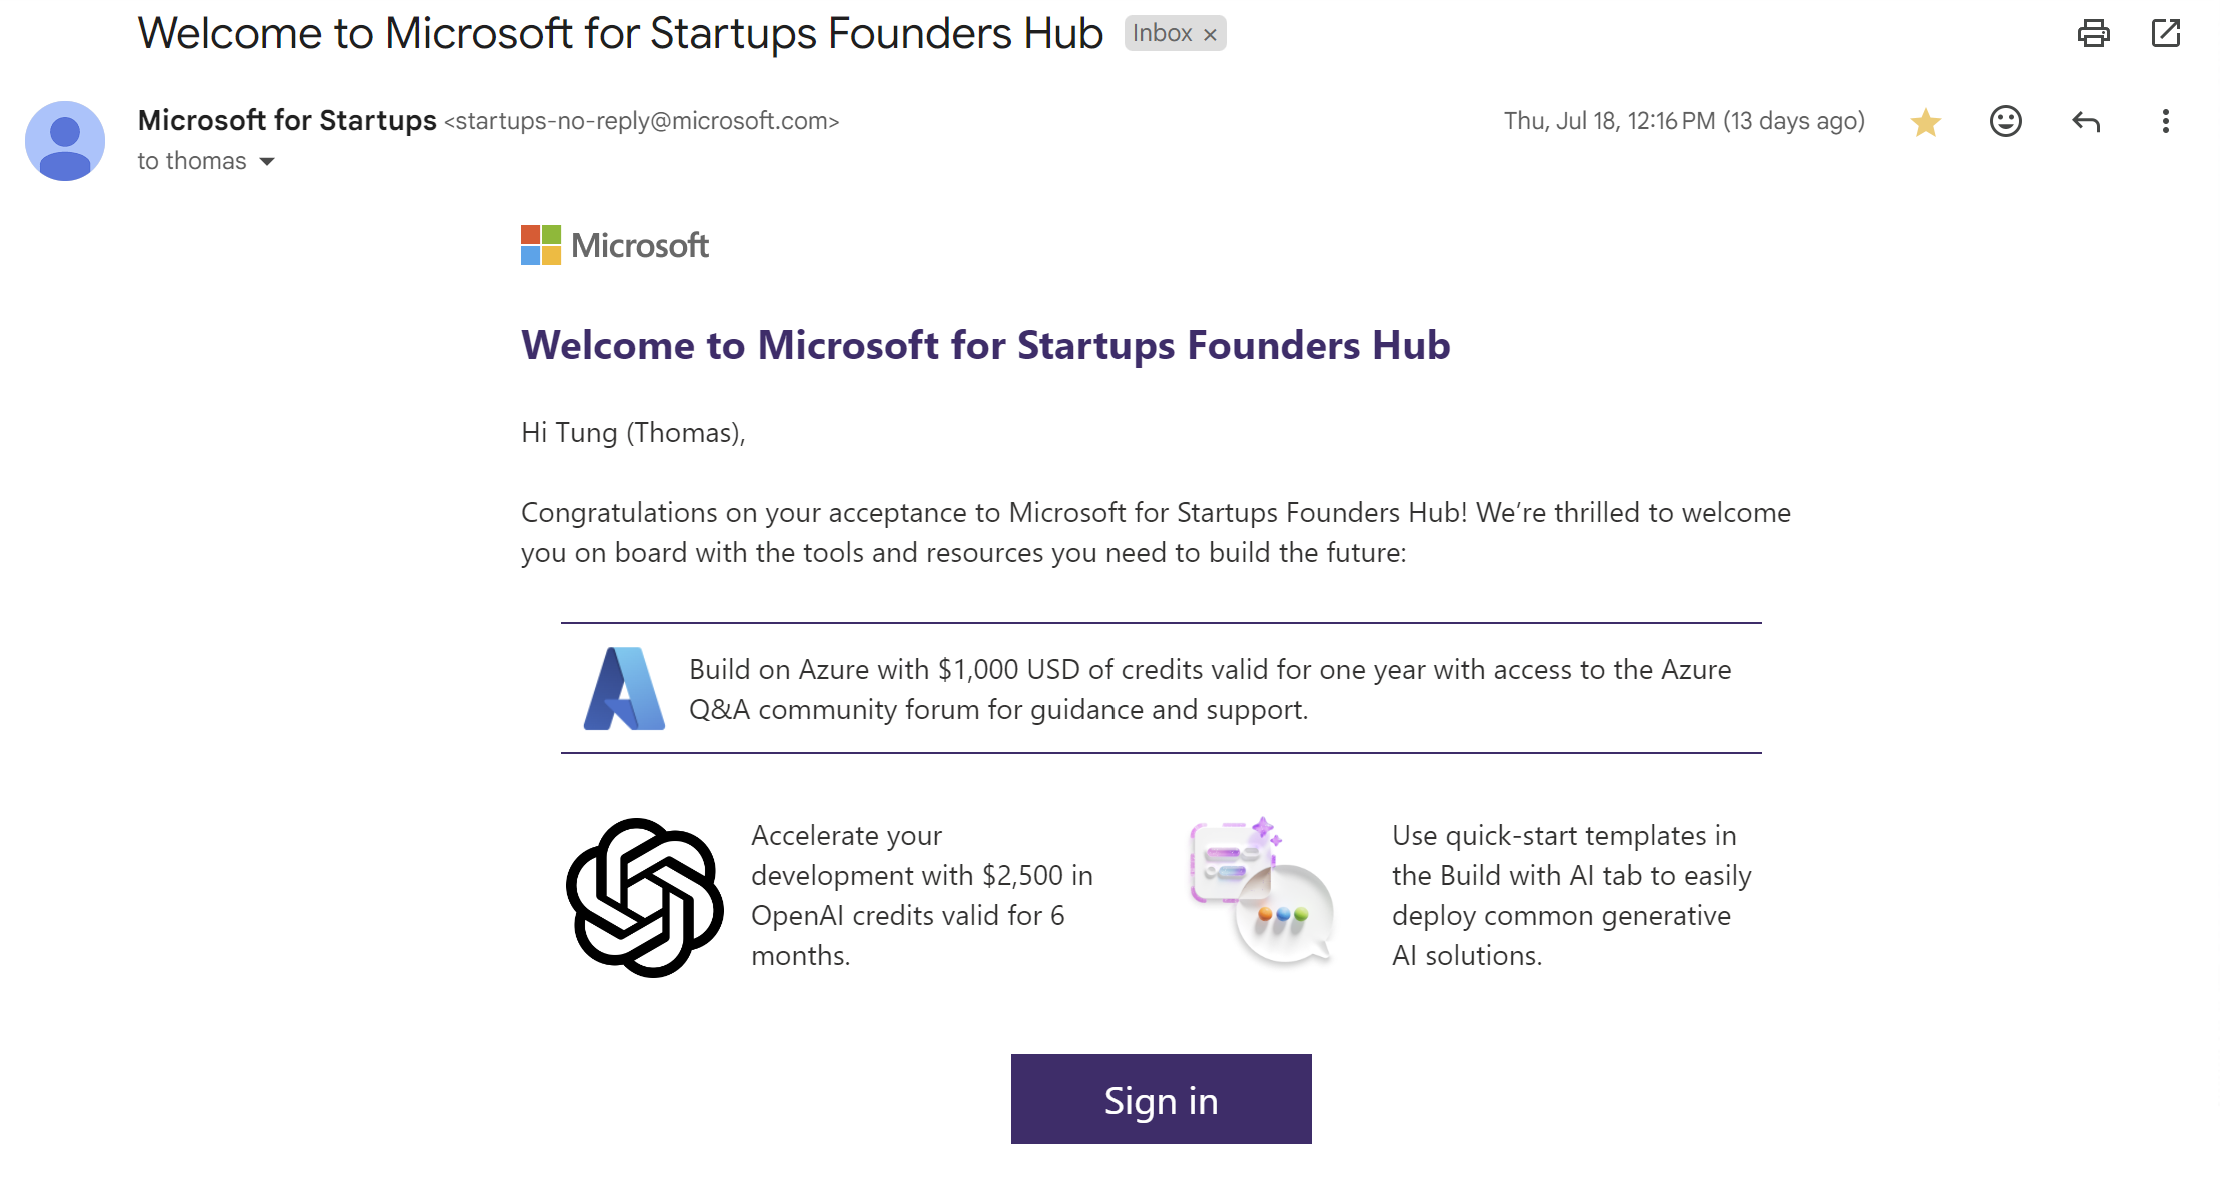 Welcome to Microsoft for Startups Founders Hub Inbox ×
Microsoft for Startups <startups-no-reply@microsoft.com> Thu, Jul 18, 12:16 PM (13 days ago)
to thomas
Microsoft
Welcome to Microsoft for Startups Founders Hub
Hi Tung (Thomas),
Congratulations on your acceptance to Microsoft for Startups Founders Hub! We’re thrilled to welcome
you on board with the tools and resources you need to build the future:
Build on Azure with $1,000 USD of credits valid for one year with access to the Azure
Q&A community forum for guidance and support.
Accelerate your
development with $2,500 in
OpenAI credits valid for 6
months.
Use quick-start templates in
the Build with AI tab to easily
deploy common generative
AI solutions.
Sign in